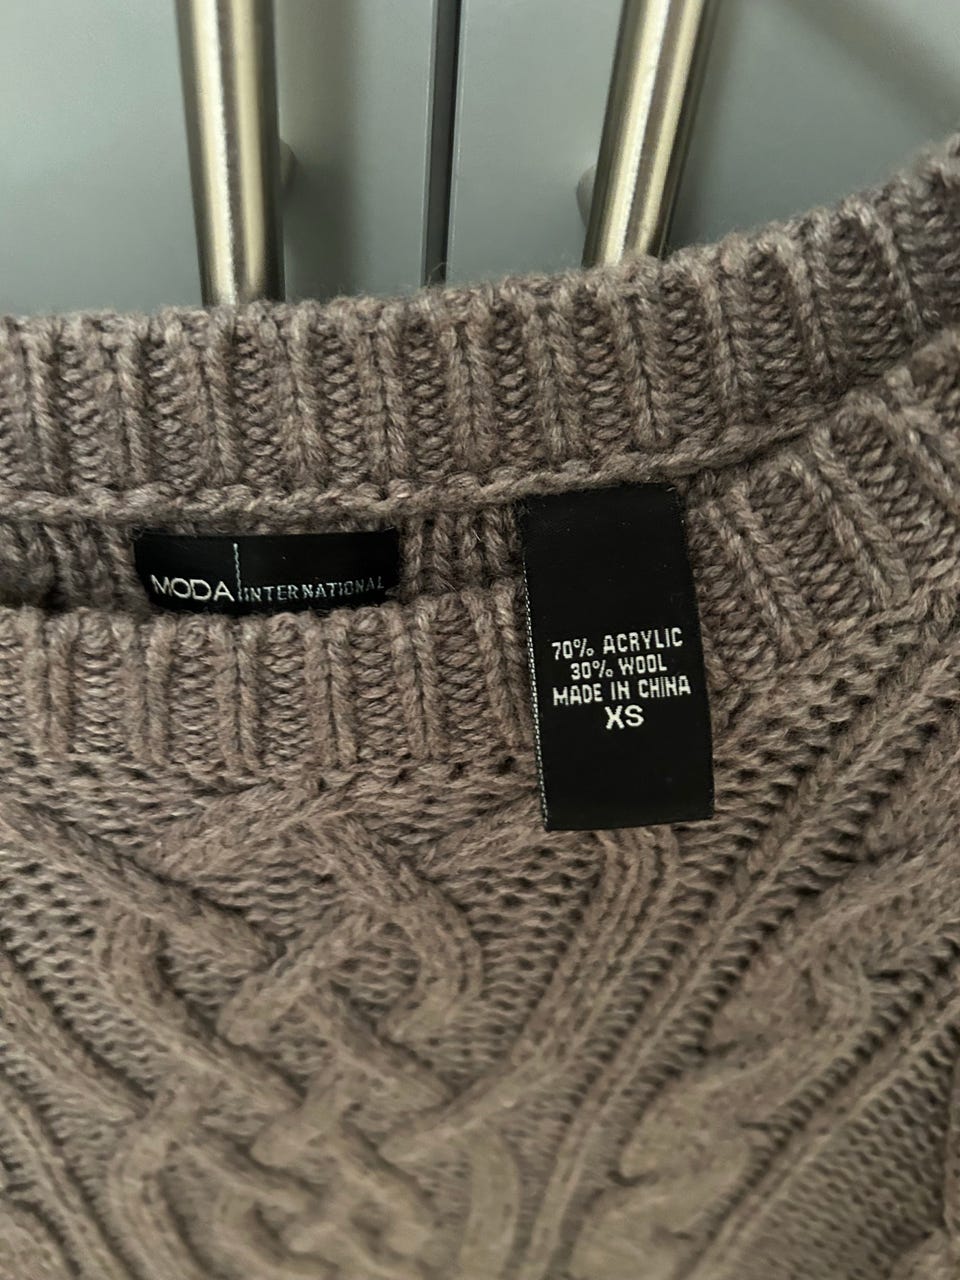 MODA INTERNATIONAL
70% ACRYLIC
30% WOOL
MADE IN CHINA
XS